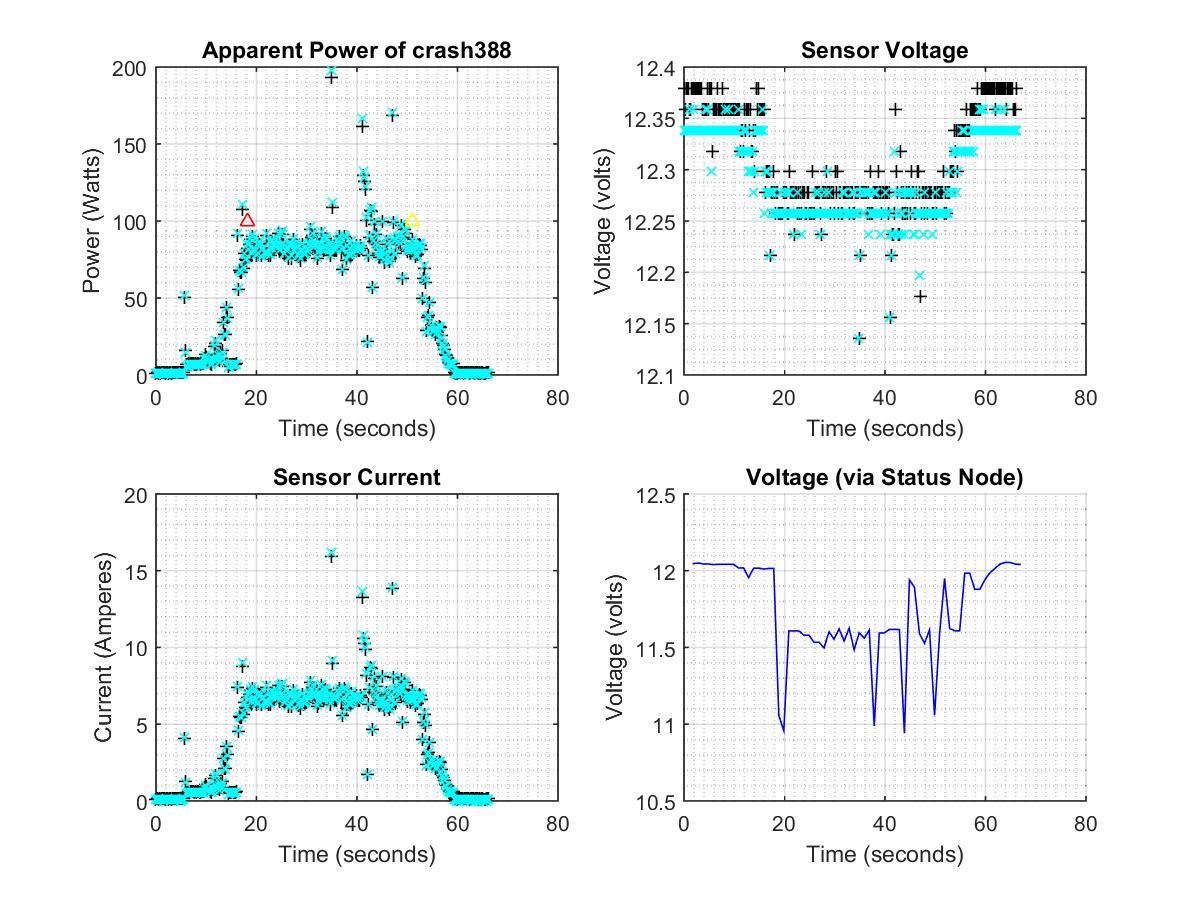 Apparent Power of crash388
200
150
100
50
0
Power (Watts)
0 20 40 60 80
Time (seconds)
Sensor Voltage
12.4
12.35
12.3
12.25
12.2
12.15
12.1
Voltage (volts)
0 20 40 60 80
Time (seconds)
Sensor Current
20
15
10
5
0
Current (Amperes)
0 20 40 60 80
Time (seconds)
Voltage (via Status Node)
12.5
12
11.5
11
10.5
Voltage (volts)
0 20 40 60 80
Time (seconds)